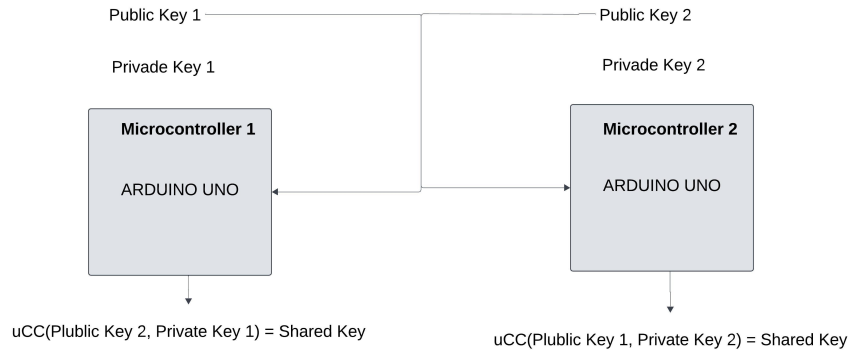 Public Key 1
Public Key 2
Privade Key 1
Privade Key 2
Microcontroller 1
Microcontroller 2
ARDUINO UNO
ARDUINO UNO
uCC(Plublic Key 2, Private Key 1) = Shared Key
uCC(Plublic Key 1, Private Key 2) = Shared Key